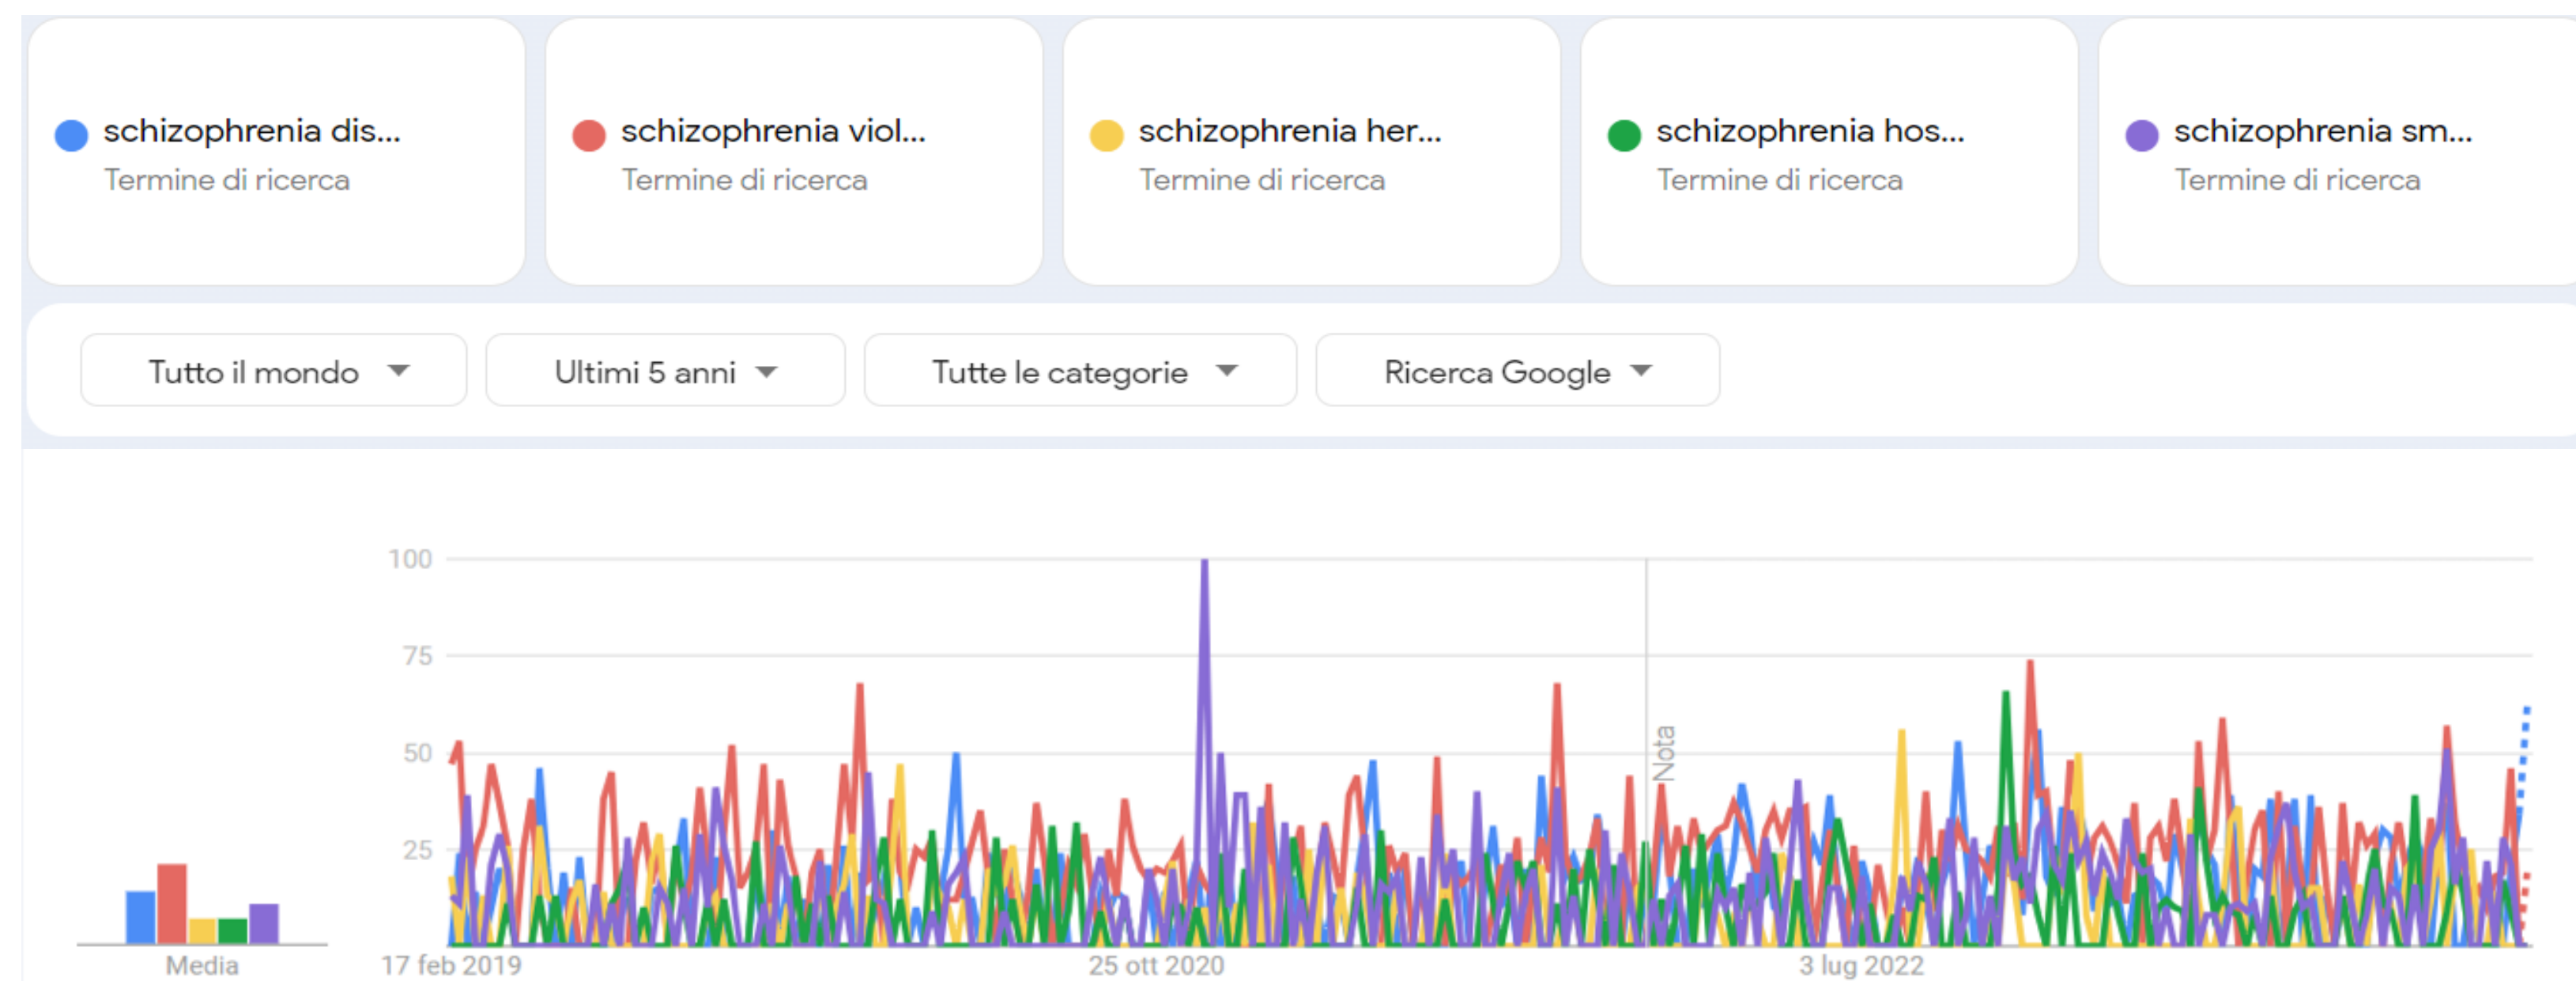 schizophrenia dis...
Termine di ricerca
schizophrenia viol...
Termine di ricerca
schizophrenia her...
Termine di ricerca
schizophrenia hos...
Termine di ricerca
schizophrenia sm...
Termine di ricerca
Tutto il mondo
Ultimi 5 anni
Tutte le categorie
Ricerca Google
100
75
50
25
Nota
Media
17 feb 2019
25 ott 2020
3 lug 2022